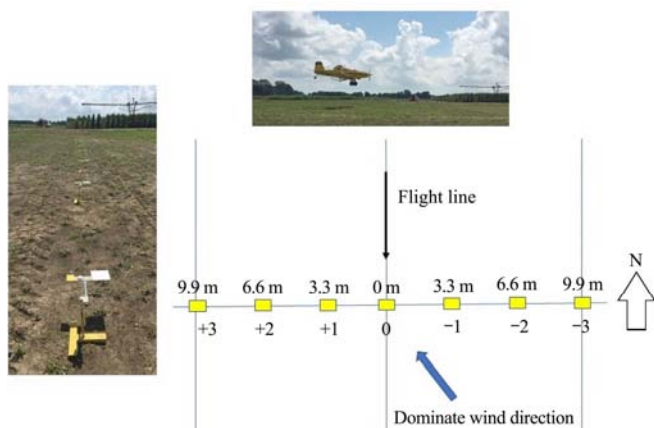 Flight line
N
9.9 m 6.6 m 3.3 m 0 m 3.3 m 6.6 m 9.9 m
+3 +2 +1 0 −1 −2 −3
Dominate wind direction